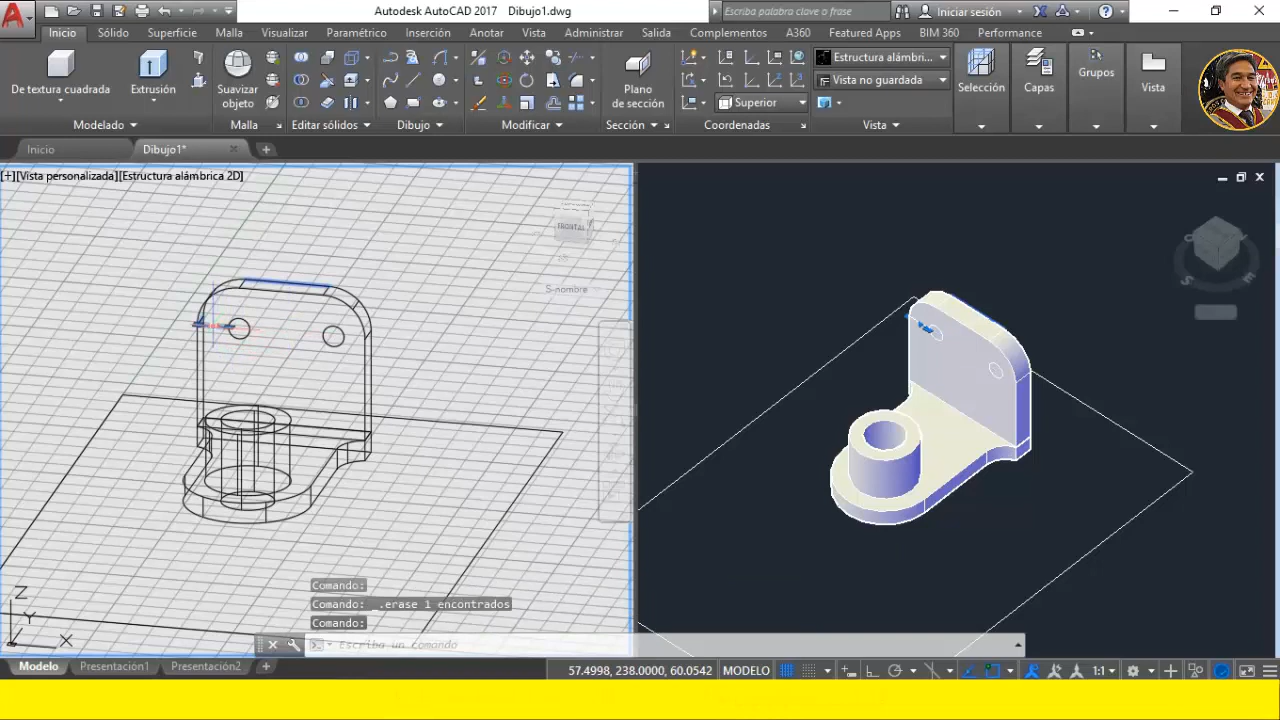 Autodesk AutoCAD 2017 Dibujo1.dwg
Escriba palabra clave o frase
Iniciar sesión
Inicio Sólido Superficie Malla Visualizar Paramétrico Inserción Anotar Vista Administrar Salida Complementos A360 Featured Apps BIM 360 Performance
De textura cuadrada
Extrusión
Suavizar
objeto
Plano
de sección
Superior
Estructura alámbri...
Vista no guardada
Selección
Capas
Grupos
Vista
Modelado Malla Editar sólidos Dibujo Modificar Sección Coordenadas Vista
Inicio Dibujo1*
[+][Vista personalizada][Estructura alámbrica 2D]
FRONTAL
S-nombre
S E
Z
Y
X
Comando:
Comando: _.erase 1 encontrados
Comando:
Escriba un comando
Modelo Presentación1 Presentación2
57.4998, 238.0000, 60.0542 MODELO 1:1